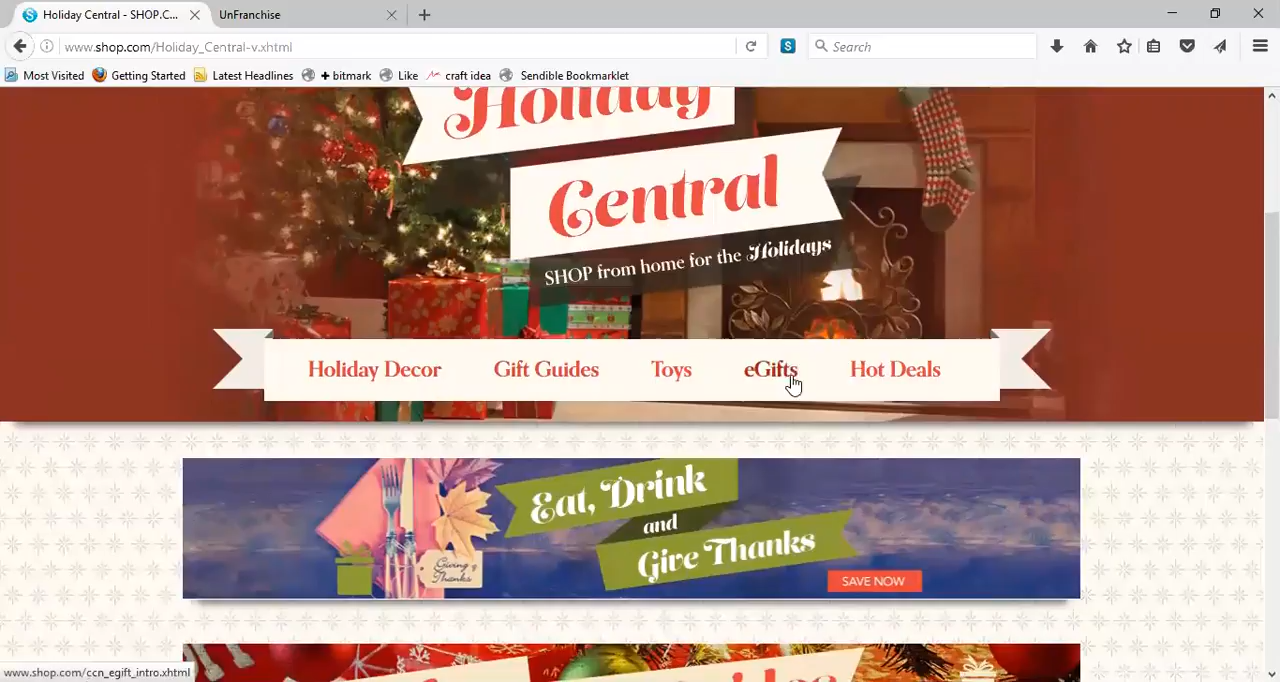 Holiday Central - SHOP.C...
UnFranchise
www.shop.com/Holiday_Central-v.xhtml
Search
Most Visited
Getting Started
Latest Headlines
+ bitmark
Like
craft idea
Sendible Bookmarklet
Holiday
Central
SHOP from home for the Holidays
Holiday Decor
Gift Guides
Toys
eGifts
Hot Deals
Eat, Drink
and
Give Thanks
Giving
Thanks
SAVE NOW
www.shop.com/ccn_egift_intro.xhtml